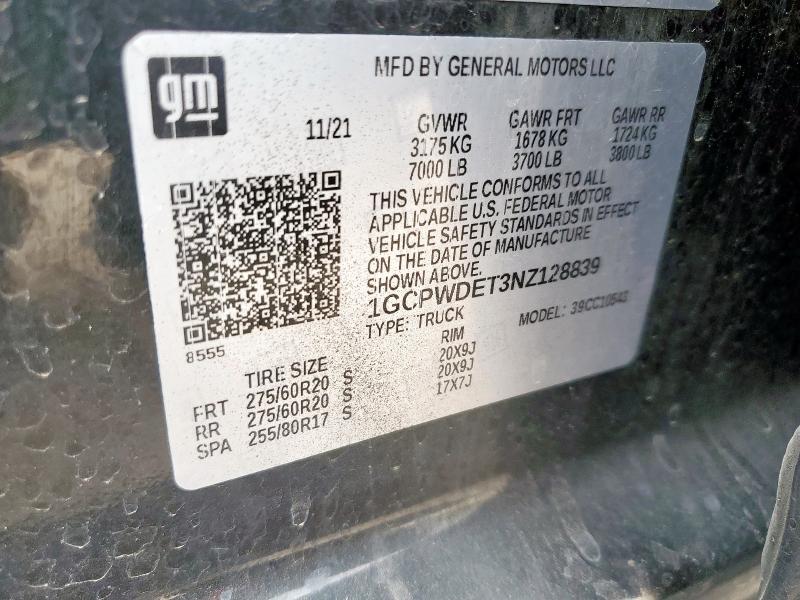 gm
MFD BY GENERAL MOTORS LLC
11/21
GVWR GAWR FRT GAWR RR
3175 KG 1678 KG 1724 KG
7000 LB 3700 LB 3800 LB
THIS VEHICLE CONFORMS TO ALL
APPLICABLE U.S. FEDERAL MOTOR
VEHICLE SAFETY STANDARDS IN EFFECT
ON THE DATE OF MANUFACTURE
SHOWN ABOVE.
1GCPWDET3NZ128839
TYPE: TRUCK MODEL:
8555
TIRE SIZE RIM
FRT 275/60R20 S 20X9J
RR 275/60R20 S 20X9J
SPA 255/80R17 S 17X7J